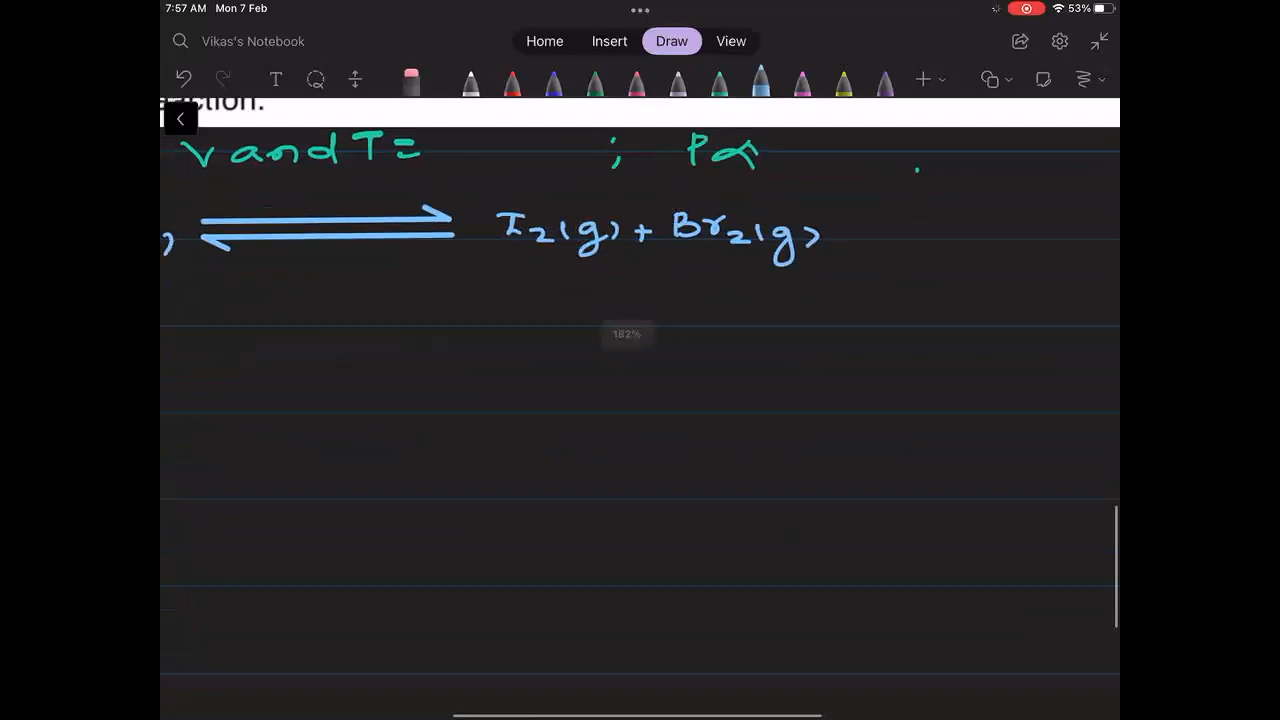 7:57 AM Mon 7 Feb
53%
Vikas's Notebook
Home Insert Draw View
V and T = ; P ∝ .
) ⇌ I2(g) + Br2(g)
182%